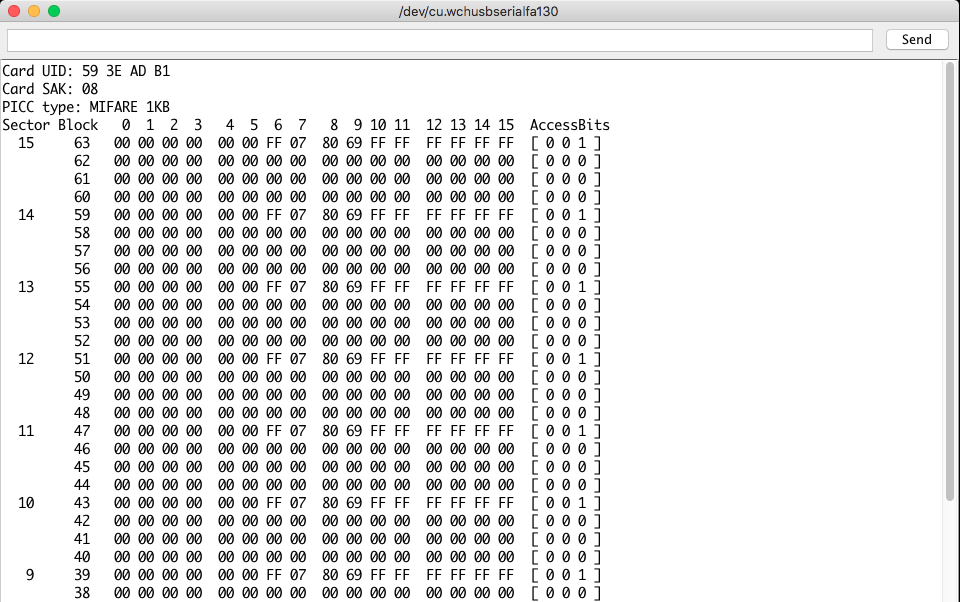 /dev/cu.wchusbserialfa130
Send
Card UID: 59 3E AD B1
Card SAK: 08
PICC type: MIFARE 1KB
Sector Block   0  1  2  3   4  5  6  7   8  9 10 11  12 13 14 15  AccessBits
  15     63   00 00 00 00  00 00 FF 07  80 69 FF FF  FF FF FF FF  [ 0 0 1 ]
         62   00 00 00 00  00 00 00 00  00 00 00 00  00 00 00 00  [ 0 0 0 ]
         61   00 00 00 00  00 00 00 00  00 00 00 00  00 00 00 00  [ 0 0 0 ]
         60   00 00 00 00  00 00 00 00  00 00 00 00  00 00 00 00  [ 0 0 0 ]
  14     59   00 00 00 00  00 00 FF 07  80 69 FF FF  FF FF FF FF  [ 0 0 1 ]
         58   00 00 00 00  00 00 00 00  00 00 00 00  00 00 00 00  [ 0 0 0 ]
         57   00 00 00 00  00 00 00 00  00 00 00 00  00 00 00 00  [ 0 0 0 ]
         56   00 00 00 00  00 00 00 00  00 00 00 00  00 00 00 00  [ 0 0 0 ]
  13     55   00 00 00 00  00 00 FF 07  80 69 FF FF  FF FF FF FF  [ 0 0 1 ]
         54   00 00 00 00  00 00 00 00  00 00 00 00  00 00 00 00  [ 0 0 0 ]
         53   00 00 00 00  00 00 00 00  00 00 00 00  00 00 00 00  [ 0 0 0 ]
         52   00 00 00 00  00 00 00 00  00 00 00 00  00 00 00 00  [ 0 0 0 ]
  12     51   00 00 00 00  00 00 FF 07  80 69 FF FF  FF FF FF FF  [ 0 0 1 ]
         50   00 00 00 00  00 00 00 00  00 00 00 00  00 00 00 00  [ 0 0 0 ]
         49   00 00 00 00  00 00 00 00  00 00 00 00  00 00 00 00  [ 0 0 0 ]
         48   00 00 00 00  00 00 00 00  00 00 00 00  00 00 00 00  [ 0 0 0 ]
  11     47   00 00 00 00  00 00 FF 07  80 69 FF FF  FF FF FF FF  [ 0 0 1 ]
         46   00 00 00 00  00 00 00 00  00 00 00 00  00 00 00 00  [ 0 0 0 ]
         45   00 00 00 00  00 00 00 00  00 00 00 00  00 00 00 00  [ 0 0 0 ]
         44   00 00 00 00  00 00 00 00  00 00 00 00  00 00 00 00  [ 0 0 0 ]
  10     43   00 00 00 00  00 00 FF 07  80 69 FF FF  FF FF FF FF  [ 0 0 1 ]
         42   00 00 00 00  00 00 00 00  00 00 00 00  00 00 00 00  [ 0 0 0 ]
         41   00 00 00 00  00 00 00 00  00 00 00 00  00 00 00 00  [ 0 0 0 ]
         40   00 00 00 00  00 00 00 00  00 00 00 00  00 00 00 00  [ 0 0 0 ]
   9     39   00 00 00 00  00 00 FF 07  80 69 FF FF  FF FF FF FF  [ 0 0 1 ]
         38   00 00 00 00  00 00 00 00  00 00 00 00  00 00 00 00  [ 0 0 0 ]